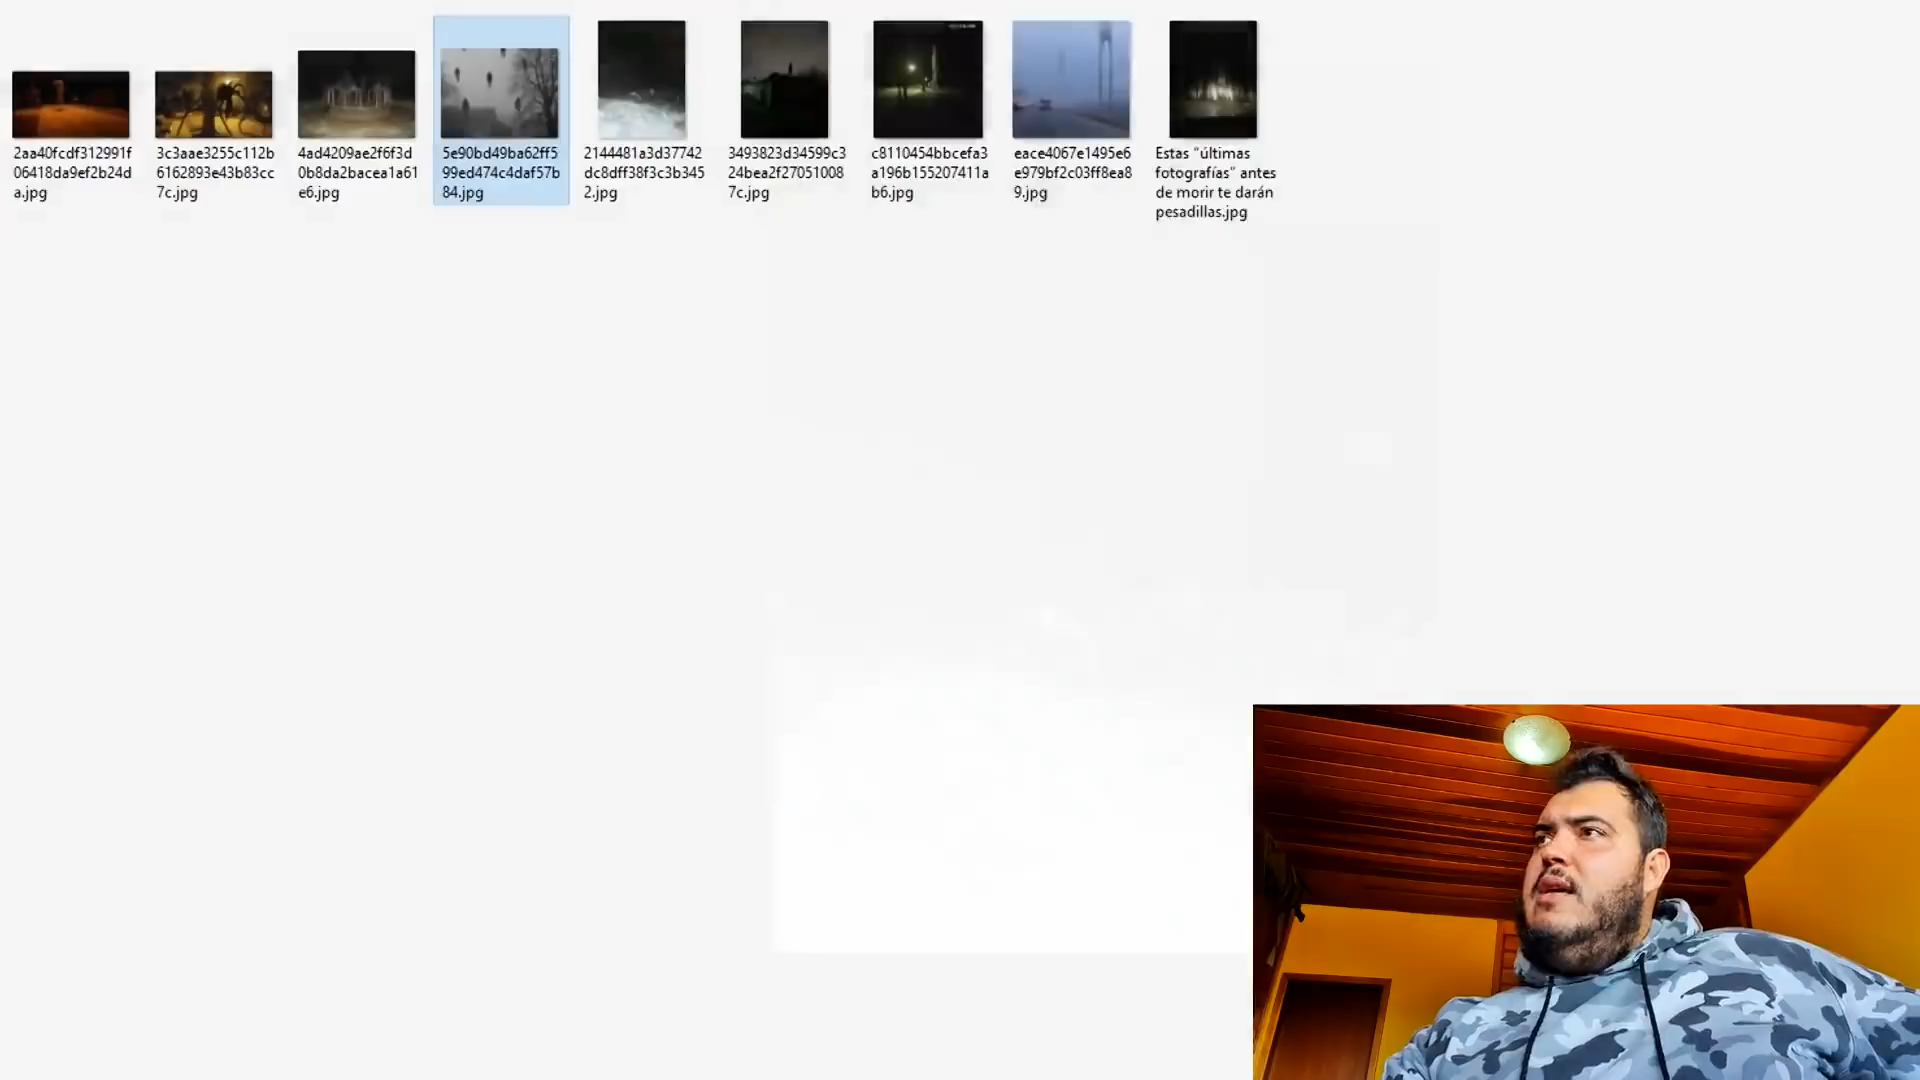 2aa40fcdf312991f
06418da9ef2b24d
a.jpg
3c3aae3255c112b
6162893e43b83cc
7c.jpg
4ad4209ae2f6f3d
0b8da2bacea1a61
e6.jpg
5e90bd49ba62ff5
99ed474c4daf57b
84.jpg
2144481a3d37742
dc8dff38f3c3b345
2.jpg
3493823d34599c3
24bea2f27051008
7c.jpg
c8110454bbcefa3
a196b155207411a
b6.jpg
eace4067e1495e6
e979bf2c03ff8ea8
9.jpg
Estas “últimas
fotografías” antes
de morir te darán
pesadillas.jpg